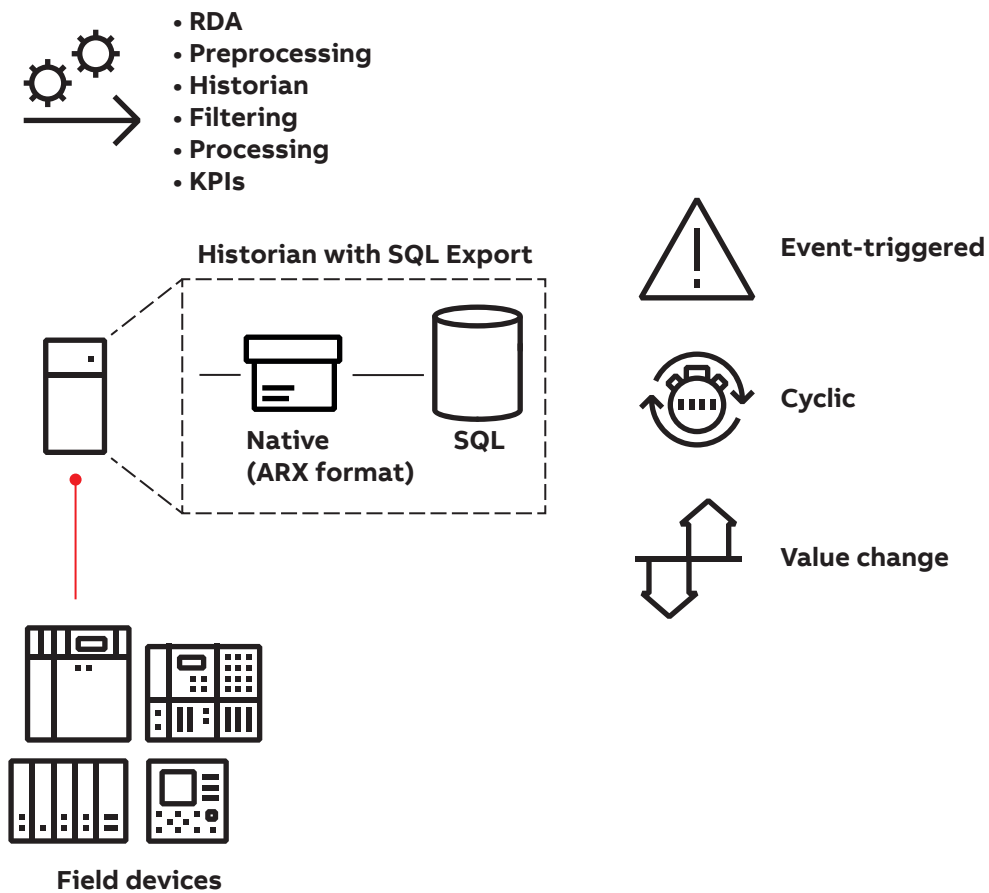 • RDA
• Preprocessing
• Historian
• Filtering
• Processing
• KPIs
Historian with SQL Export
Native
(ARX format)
SQL
Event-triggered
Cyclic
Value change
Field devices